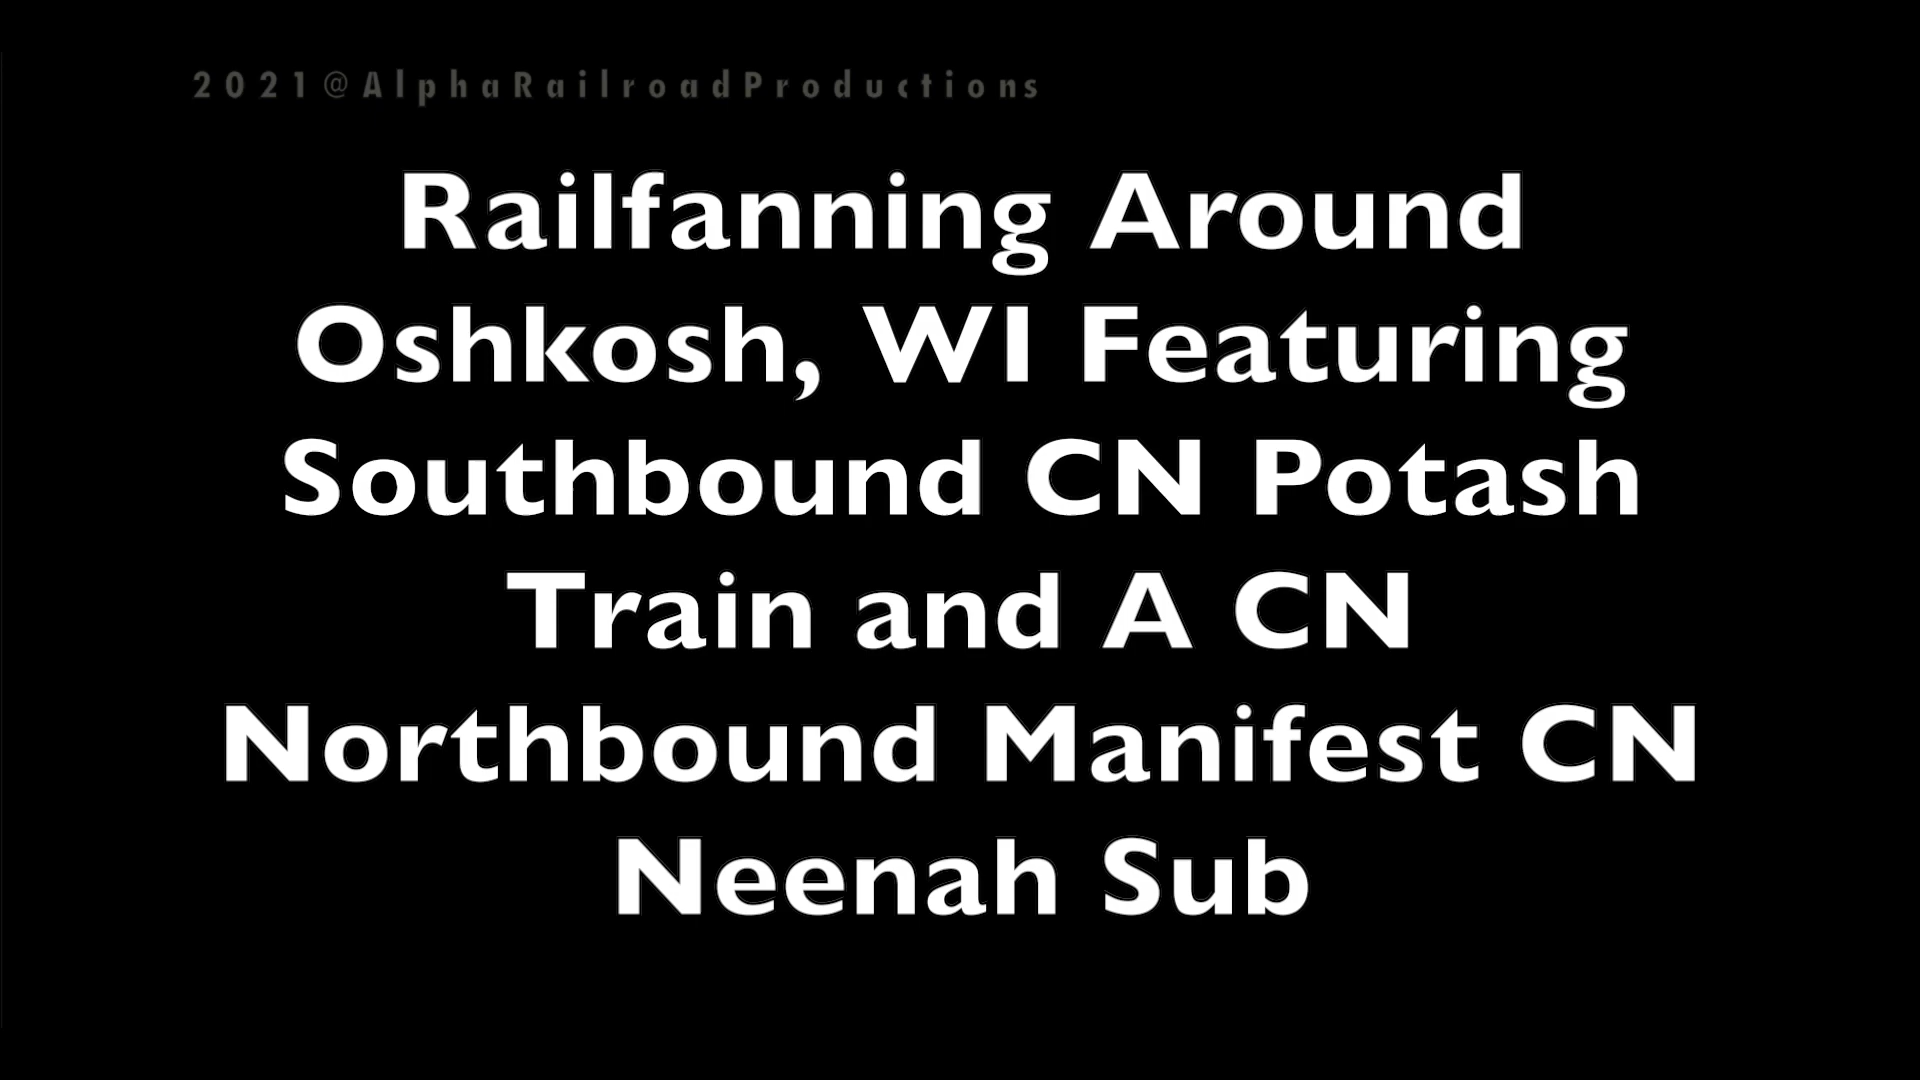 2021@AlphaRailroadProductions
Railfanning Around
Oshkosh, WI Featuring
Southbound CN Potash
Train and A CN
Northbound Manifest CN
Neenah Sub